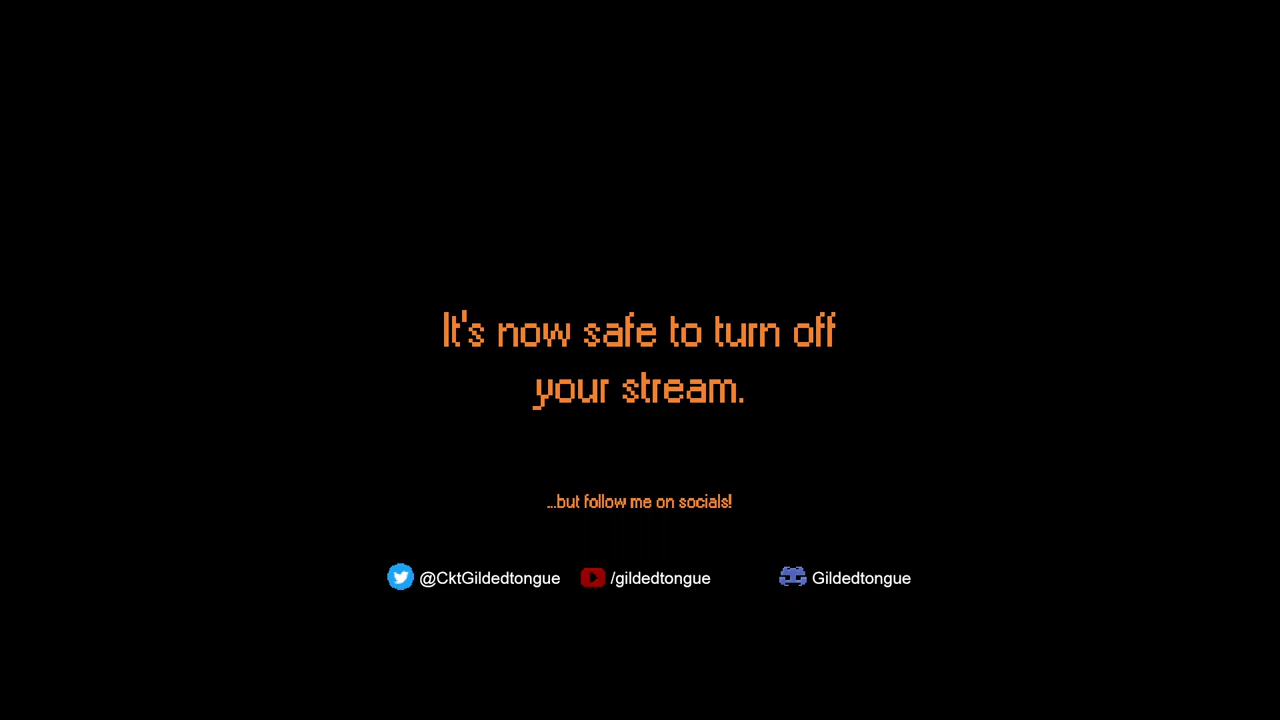 It's now safe to turn off
your stream.
...but follow me on socials!
@CktGildedtongue /gildedtongue Gildedtongue